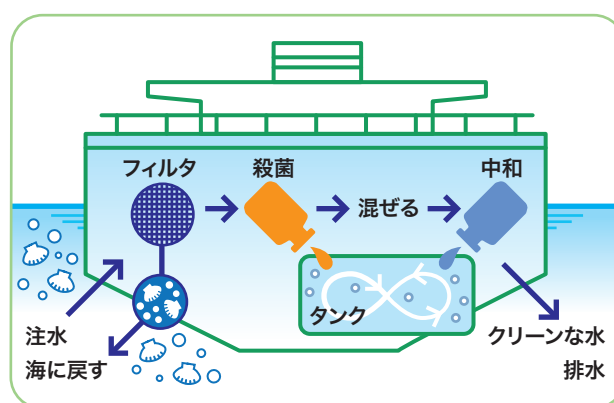 フィルタ
殺菌
混ぜる
中和
タンク
注水
海に戻す
クリーンな水
排水